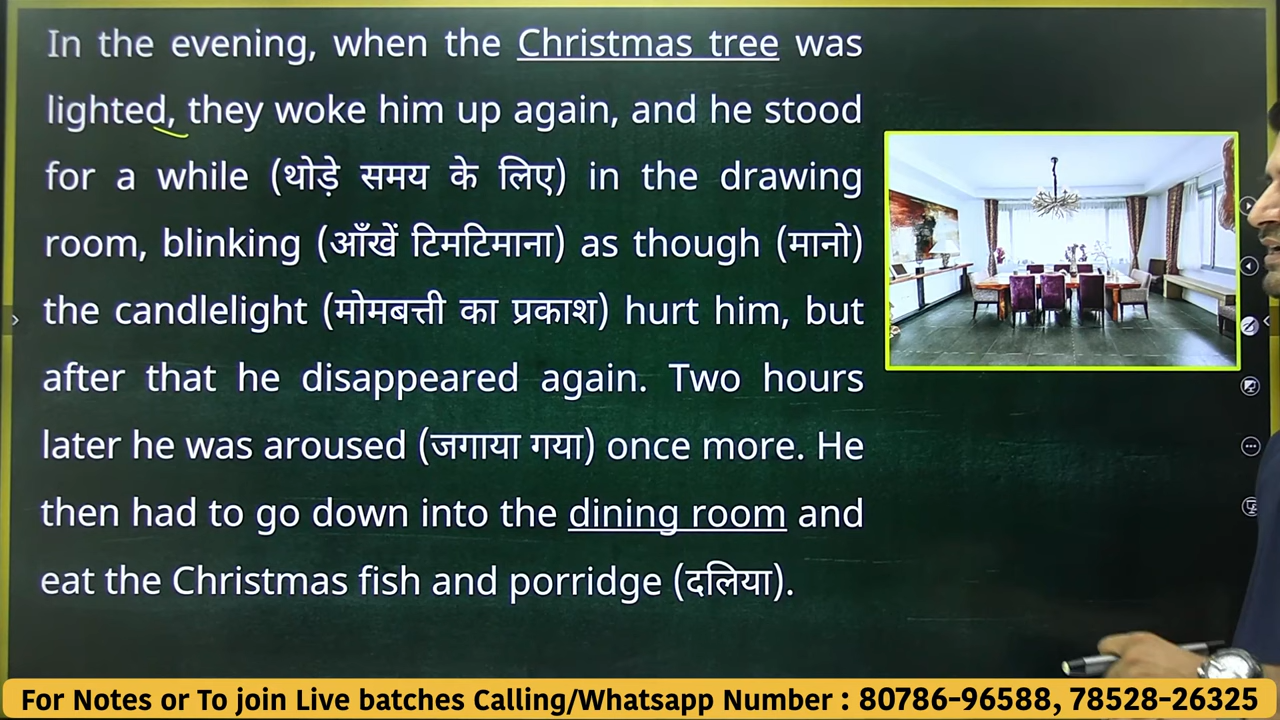 In the evening, when the Christmas tree was
lighted, they woke him up again, and he stood
for a while (थोड़े समय के लिए) in the drawing
room, blinking (आँखें टिमटिमाना) as though (मानो)
the candlelight (मोमबत्ती का प्रकाश) hurt him, but
after that he disappeared again. Two hours
later he was aroused (जगाया गया) once more. He
then had to go down into the dining room and
eat the Christmas fish and porridge (दलिया).
For Notes or To join Live batches Calling/Whatsapp Number : 80786-96588, 78528-26325